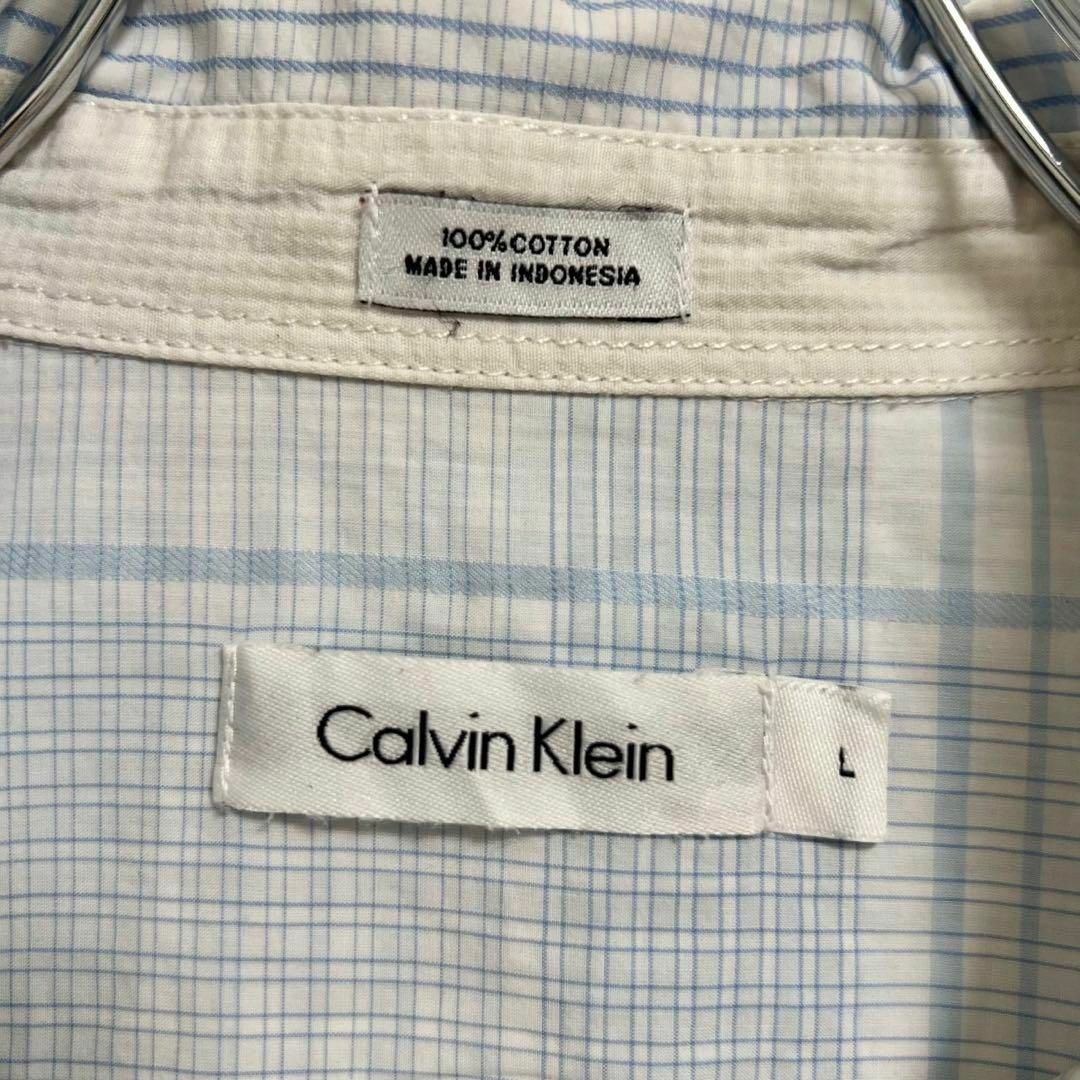 100% COTTON
MADE IN INDONESIA
Calvin Klein
L